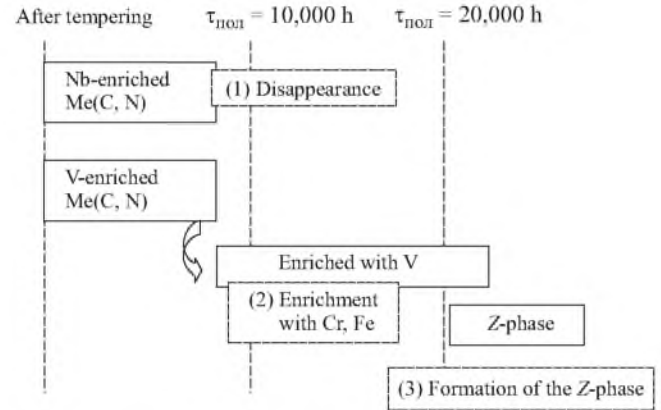 After tempering τпол = 10,000 h τпол = 20,000 h
Nb-enriched
Me(C, N)
(1) Disappearance
V-enriched
Me(C, N)
Enriched with V
(2) Enrichment
with Cr, Fe
Z-phase
(3) Formation of the Z-phase